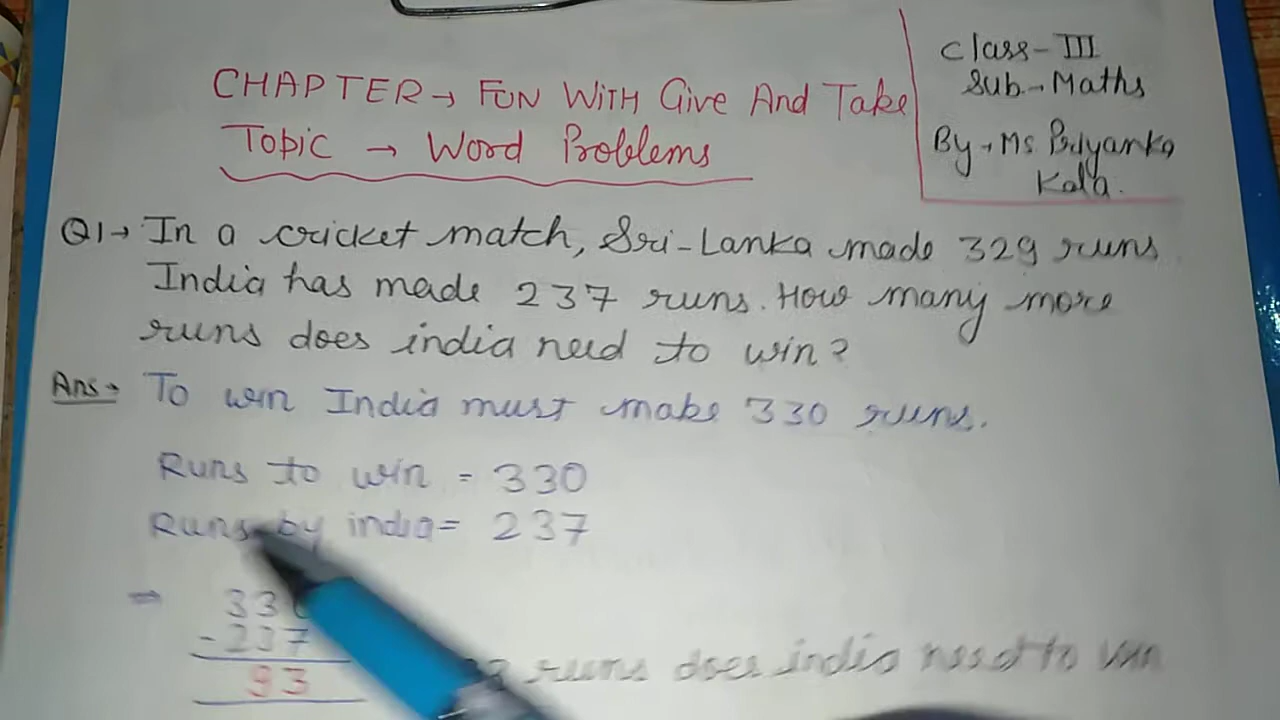 CHAPTER → FUN WITH Give And Take
Topic → Word Problems
Class - III
Sub → Maths
By → Ms Priyanka
Kala.
Q1→ In a cricket match, Sri-Lanka made 329 runs
India has made 237 runs. How many more
runs does india need to win?
Ans→ To win India must make 330 runs.
Runs to win = 330
Runs by india = 237
⇒ 33
- 237
93
runs does india need to win